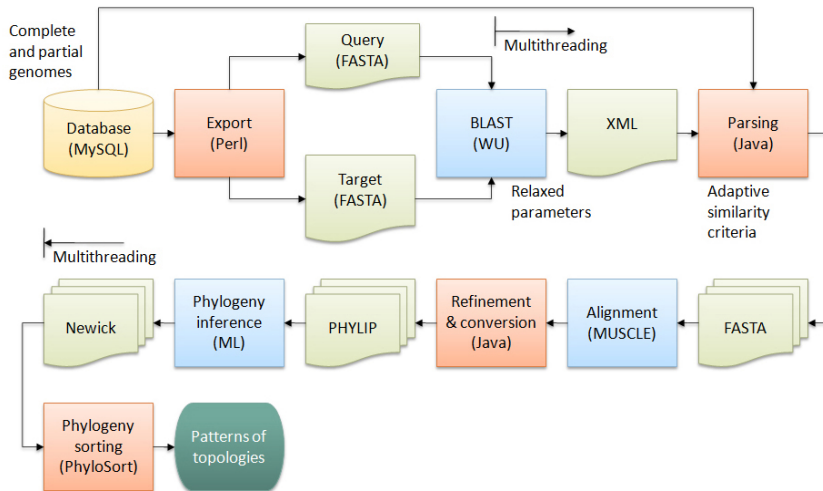 Complete
and partial
genomes
Query
(FASTA)
Multithreading
Database
(MySQL)
Export
(Perl)
BLAST
(WU)
XML
Parsing
(Java)
Target
(FASTA)
Relaxed
parameters
Adaptive
similarity
criteria
Multithreading
Newick
Phylogeny
inference
(ML)
PHYLIP
Refinement
& conversion
(Java)
Alignment
(MUSCLE)
FASTA
Phylogeny
sorting
(PhyloSort)
Patterns of
topologies